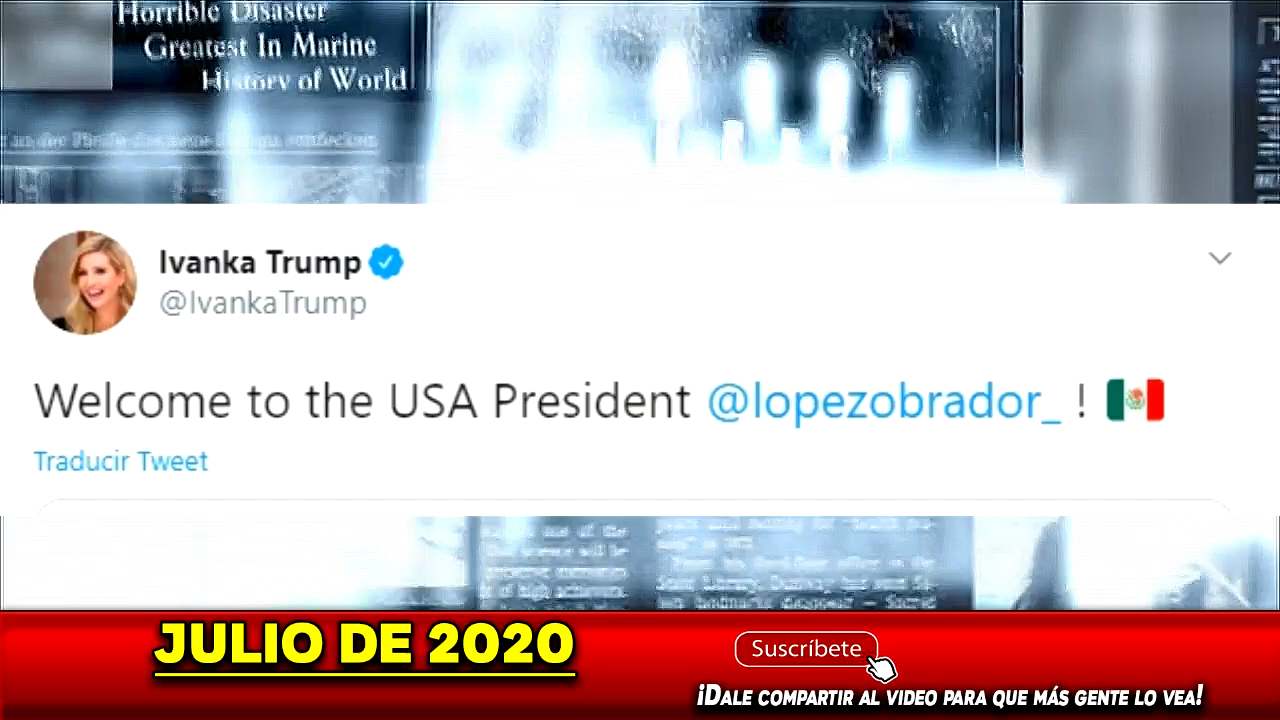 Horrible Disaster
Greatest In Marine
History of World
Ivanka Trump
@IvankaTrump
Welcome to the USA President @lopezobrador_ ! 🇲🇽
Traducir Tweet
JULIO DE 2020
Suscríbete
¡DALE COMPARTIR AL VIDEO PARA QUE MÁS GENTE LO VEA!